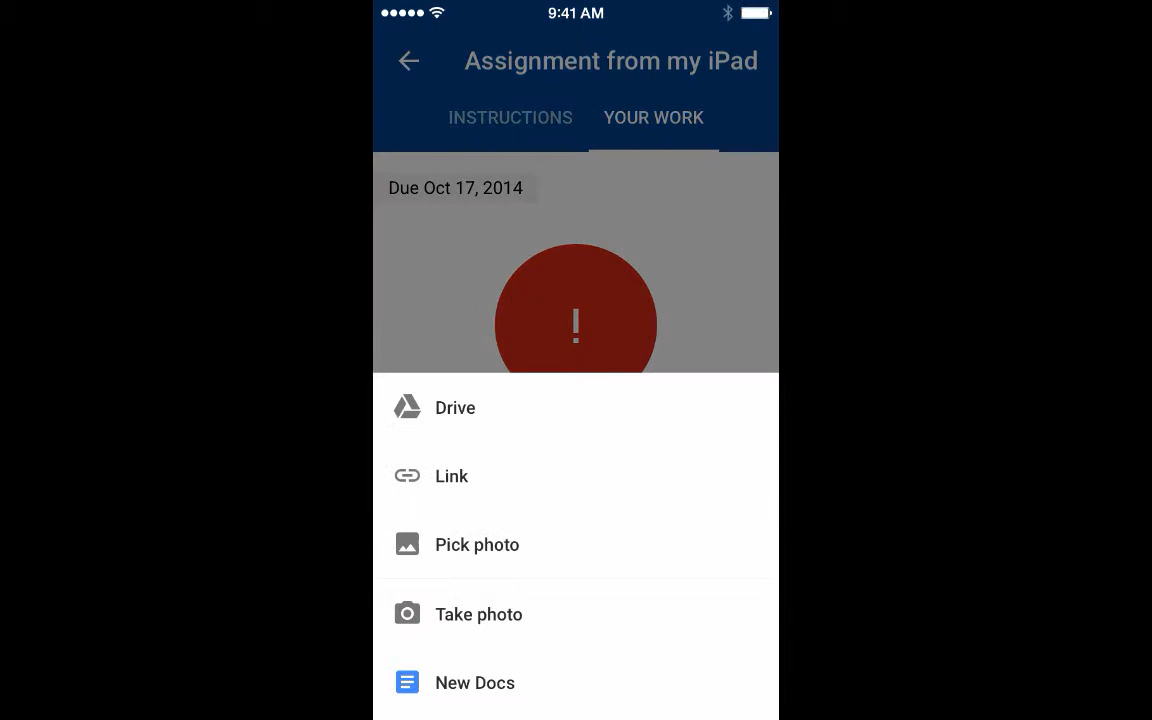 9:41 AM
Assignment from my iPad
INSTRUCTIONS YOUR WORK
Due Oct 17, 2014
!
Drive
Link
Pick photo
Take photo
New Docs